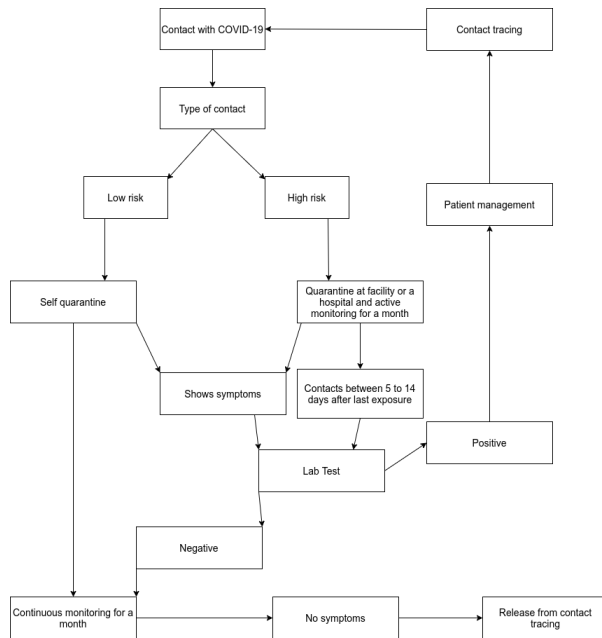 Contact with COVID-19
Contact tracing
Type of contact
Low risk
High risk
Patient management
Self quarantine
Quarantine at facility or a
hospital and active
monitoring for a month
Shows symptoms
Contacts between 5 to 14
days after last exposure
Positive
Lab Test
Negative
Continuous monitoring for a
month
No symptoms
Release from contact
tracing